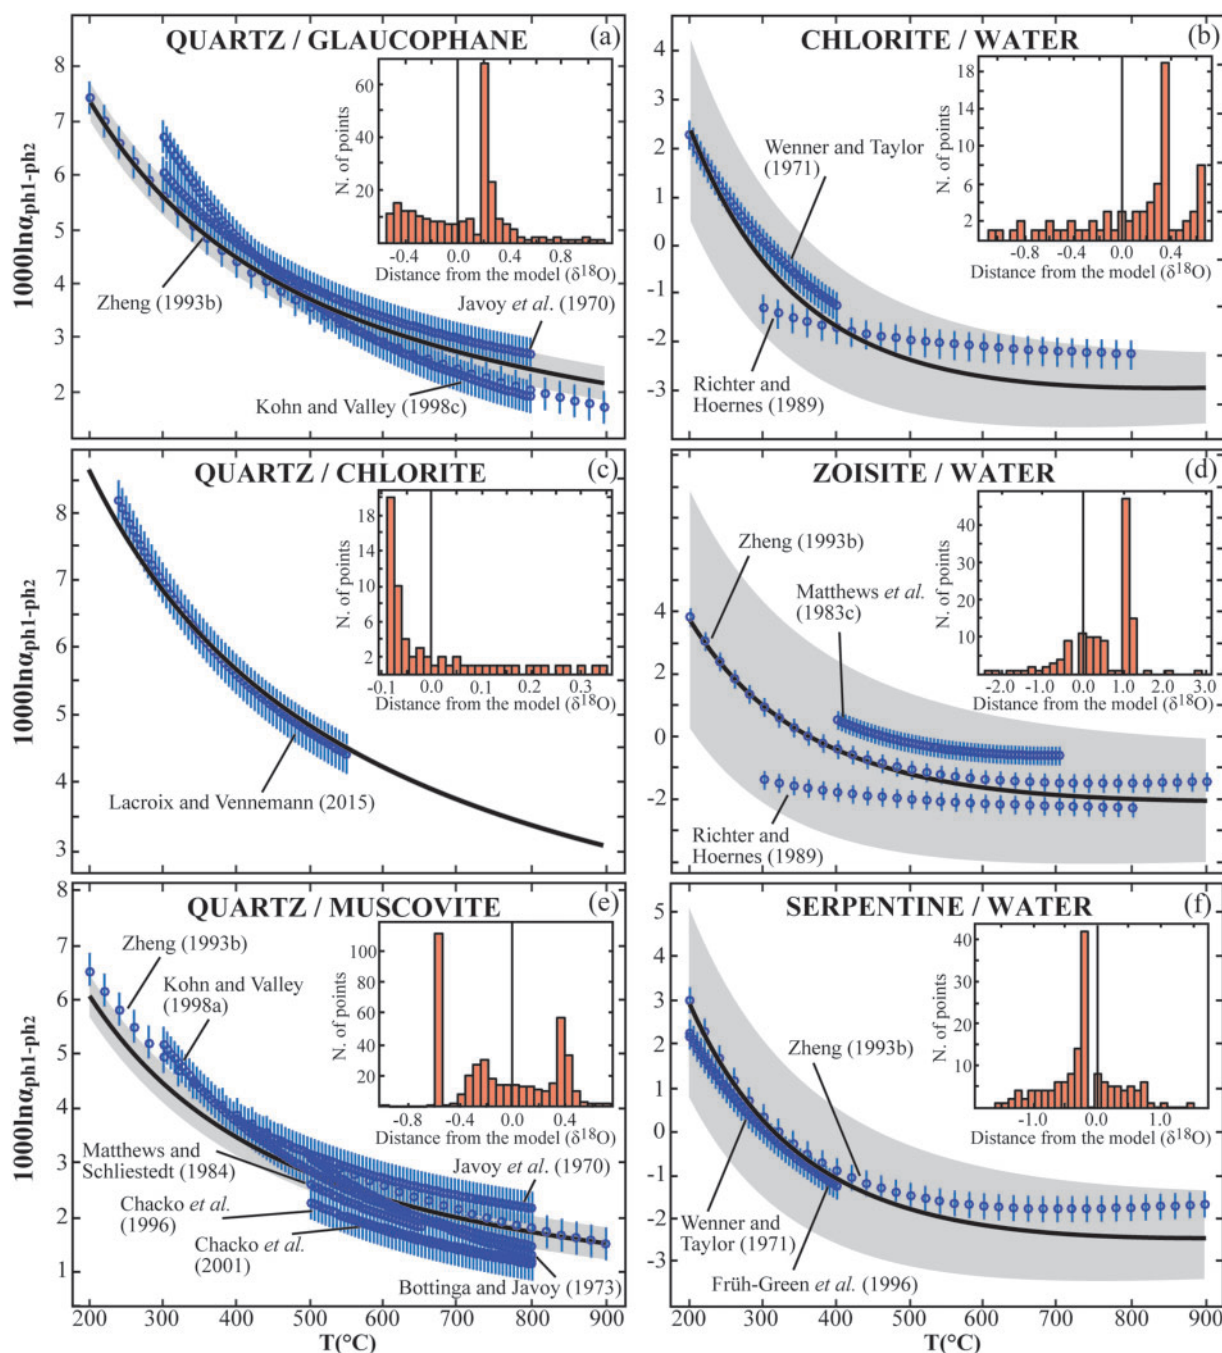 QUARTZ / GLAUCOPHANE (a)
8
7
6
5
4
3
2
1000lnαph1-ph2
60
40
20
N. of points
-0.4 0.0 0.4 0.8
Distance from the model (δ18O)
Zheng (1993b)
Javoy et al. (1970)
Kohn and Valley (1998c)
CHLORITE / WATER (b)
4
3
2
0
-1
-2
-3
18
14
10
6
2
N. of points
-0.8 -0.4 0.0 0.4
Distance from the model (δ18O)
Wenner and Taylor
(1971)
Richter and
Hoernes (1989)
QUARTZ / CHLORITE (c)
8
7
6
5
4
3
1000lnαph1-ph2
18
14
10
6
2
N. of points
-0.1 0.0 0.1 0.2 0.3
Distance from the model (δ18O)
Lacroix and Vennemann (2015)
ZOISITE / WATER (d)
4
2
0
-2
40
30
20
10
N. of points
-2.0 -1.0 0.0 1.0 2.0 3.0
Distance from the model (δ18O)
Zheng (1993b)
Matthews et al.
(1983c)
Richter and
Hoernes (1989)
QUARTZ / MUSCOVITE (e)
8
7
6
5
4
3
2
1
1000lnαph1-ph2
100
60
20
N. of points
-0.8 -0.4 0.0 0.4
Distance from the model (δ18O)
Zheng (1993b)
Kohn and Valley
(1998a)
Matthews and
Schliestedt
(1984)
Javoy et al. (1970)
Chacko et al.
(1996)
Chacko et al.
(2001)
Bottinga and Javoy (1973)
200 300 400 500 600 700 800 900
T(°C)
SERPENTINE / WATER (f)
5
4
3
2
1
0
-1
-2
-3
40
30
20
10
N. of points
-1.0 0.0 1.0
Distance from the model (δ18O)
Zheng (1993b)
Wenner and
Taylor (1971)
Früh-Green et al. (1996)
200 300 400 500 600 700 800 900
T(°C)